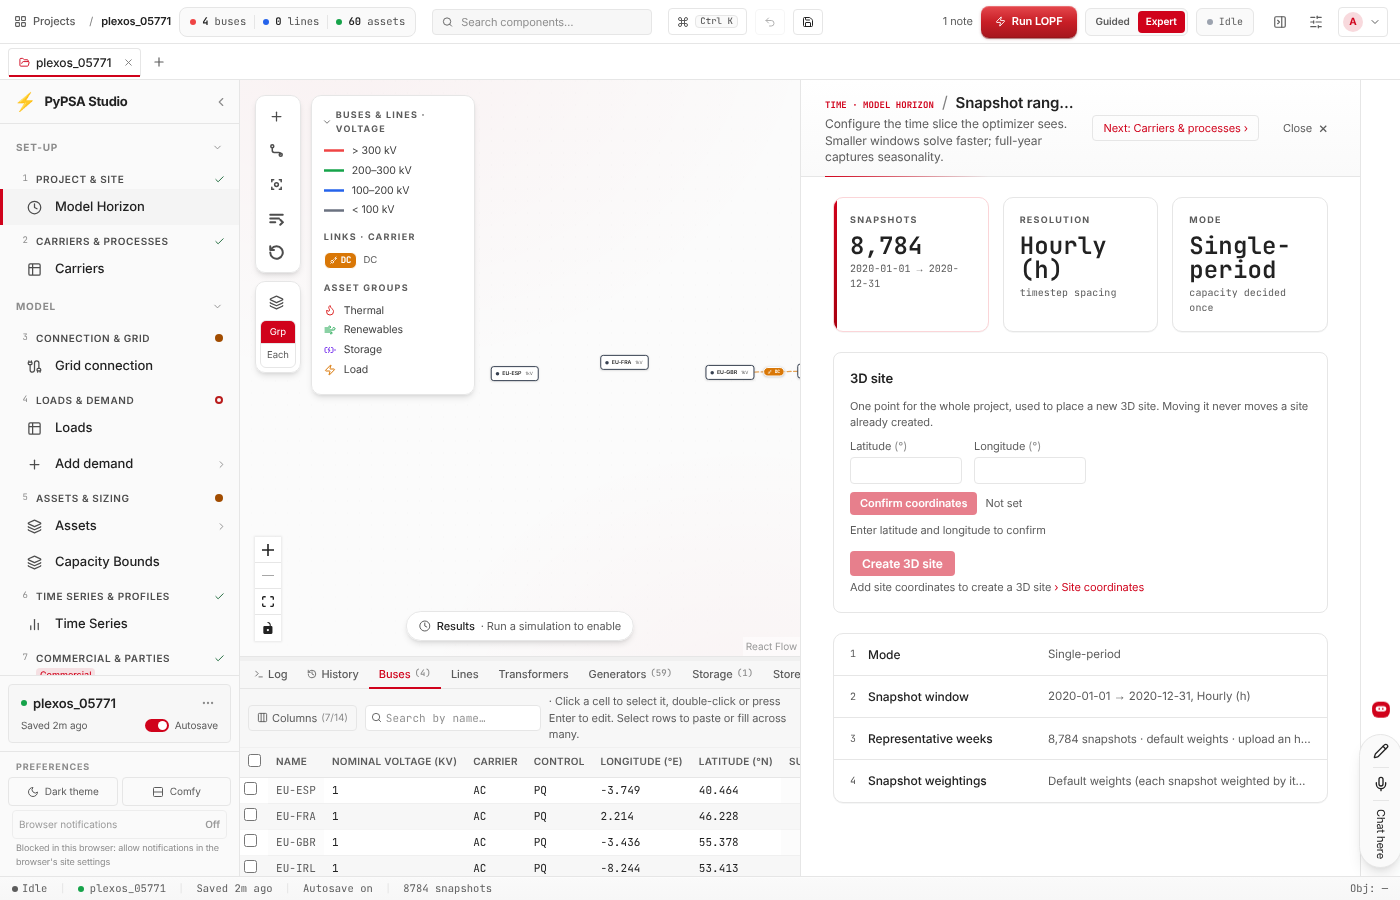 Projects / plexos_05771
4 buses 0 lines 60 assets
Search components...
⌘ Ctrl K
1 note
Run LOPF
Guided Expert
Idle
A
plexos_05771 × +
PyPSA Studio
SET-UP
1 PROJECT & SITE
Model Horizon
2 CARRIERS & PROCESSES
Carriers
MODEL
3 CONNECTION & GRID
Grid connection
4 LOADS & DEMAND
Loads
Add demand
5 ASSETS & SIZING
Assets
Capacity Bounds
6 TIME SERIES & PROFILES
Time Series
7 COMMERCIAL & PARTIES
Commercial
plexos_05771 ...
Saved 2m ago Autosave
PREFERENCES
Dark theme Comfy
Browser notifications Off
Blocked in this browser: allow notifications in the
browser's site settings
Grp
Each
BUSES & LINES ·
VOLTAGE
> 300 kV
200–300 kV
100–200 kV
< 100 kV
LINKS · CARRIER
DC DC
ASSET GROUPS
Thermal
Renewables
Storage
Load
EU-ESP
EU-FRA
EU-GBR
DC
Results · Run a simulation to enable
React Flow
Log History Buses (4) Lines Transformers Generators (59) Storage (1) Store
Columns (7/14)
Search by name...
· Click a cell to select it, double-click or press
Enter to edit. Select rows to paste or fill across
many.
NAME NOMINAL VOLTAGE (KV) CARRIER CONTROL LONGITUDE (°E) LATITUDE (°N) SU
EU-ESP 1 AC PQ -3.749 40.464
EU-FRA 1 AC PQ 2.214 46.228
EU-GBR 1 AC PQ -3.436 55.378
EU-IRL 1 AC PQ -8.244 53.413
TIME · MODEL HORIZON / Snapshot rang...
Configure the time slice the optimizer sees.
Smaller windows solve faster; full-year
captures seasonality.
Next: Carriers & processes ›
Close ×
SNAPSHOTS
8,784
2020-01-01 → 2020-
12-31
RESOLUTION
Hourly
(h)
timestep spacing
MODE
Single-
period
capacity decided
once
3D site
One point for the whole project, used to place a new 3D site. Moving it never moves a site
already created.
Latitude (°) Longitude (°)
Confirm coordinates Not set
Enter latitude and longitude to confirm
Create 3D site
Add site coordinates to create a 3D site › Site coordinates
1 Mode Single-period
2 Snapshot window 2020-01-01 → 2020-12-31, Hourly (h)
3 Representative weeks 8,784 snapshots · default weights · upload an h...
4 Snapshot weightings Default weights (each snapshot weighted by it...
Chat here
Idle plexos_05771 Saved 2m ago Autosave on 8784 snapshots
Obj: —